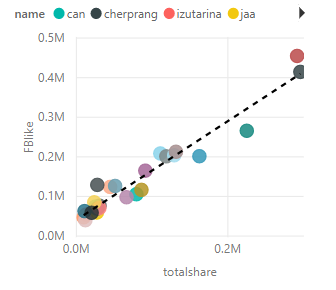 name can cherprang izutarina jaa
0.5M
0.4M
0.3M
0.2M
0.1M
0.0M
FBlike
0.0M 0.2M
totalshare